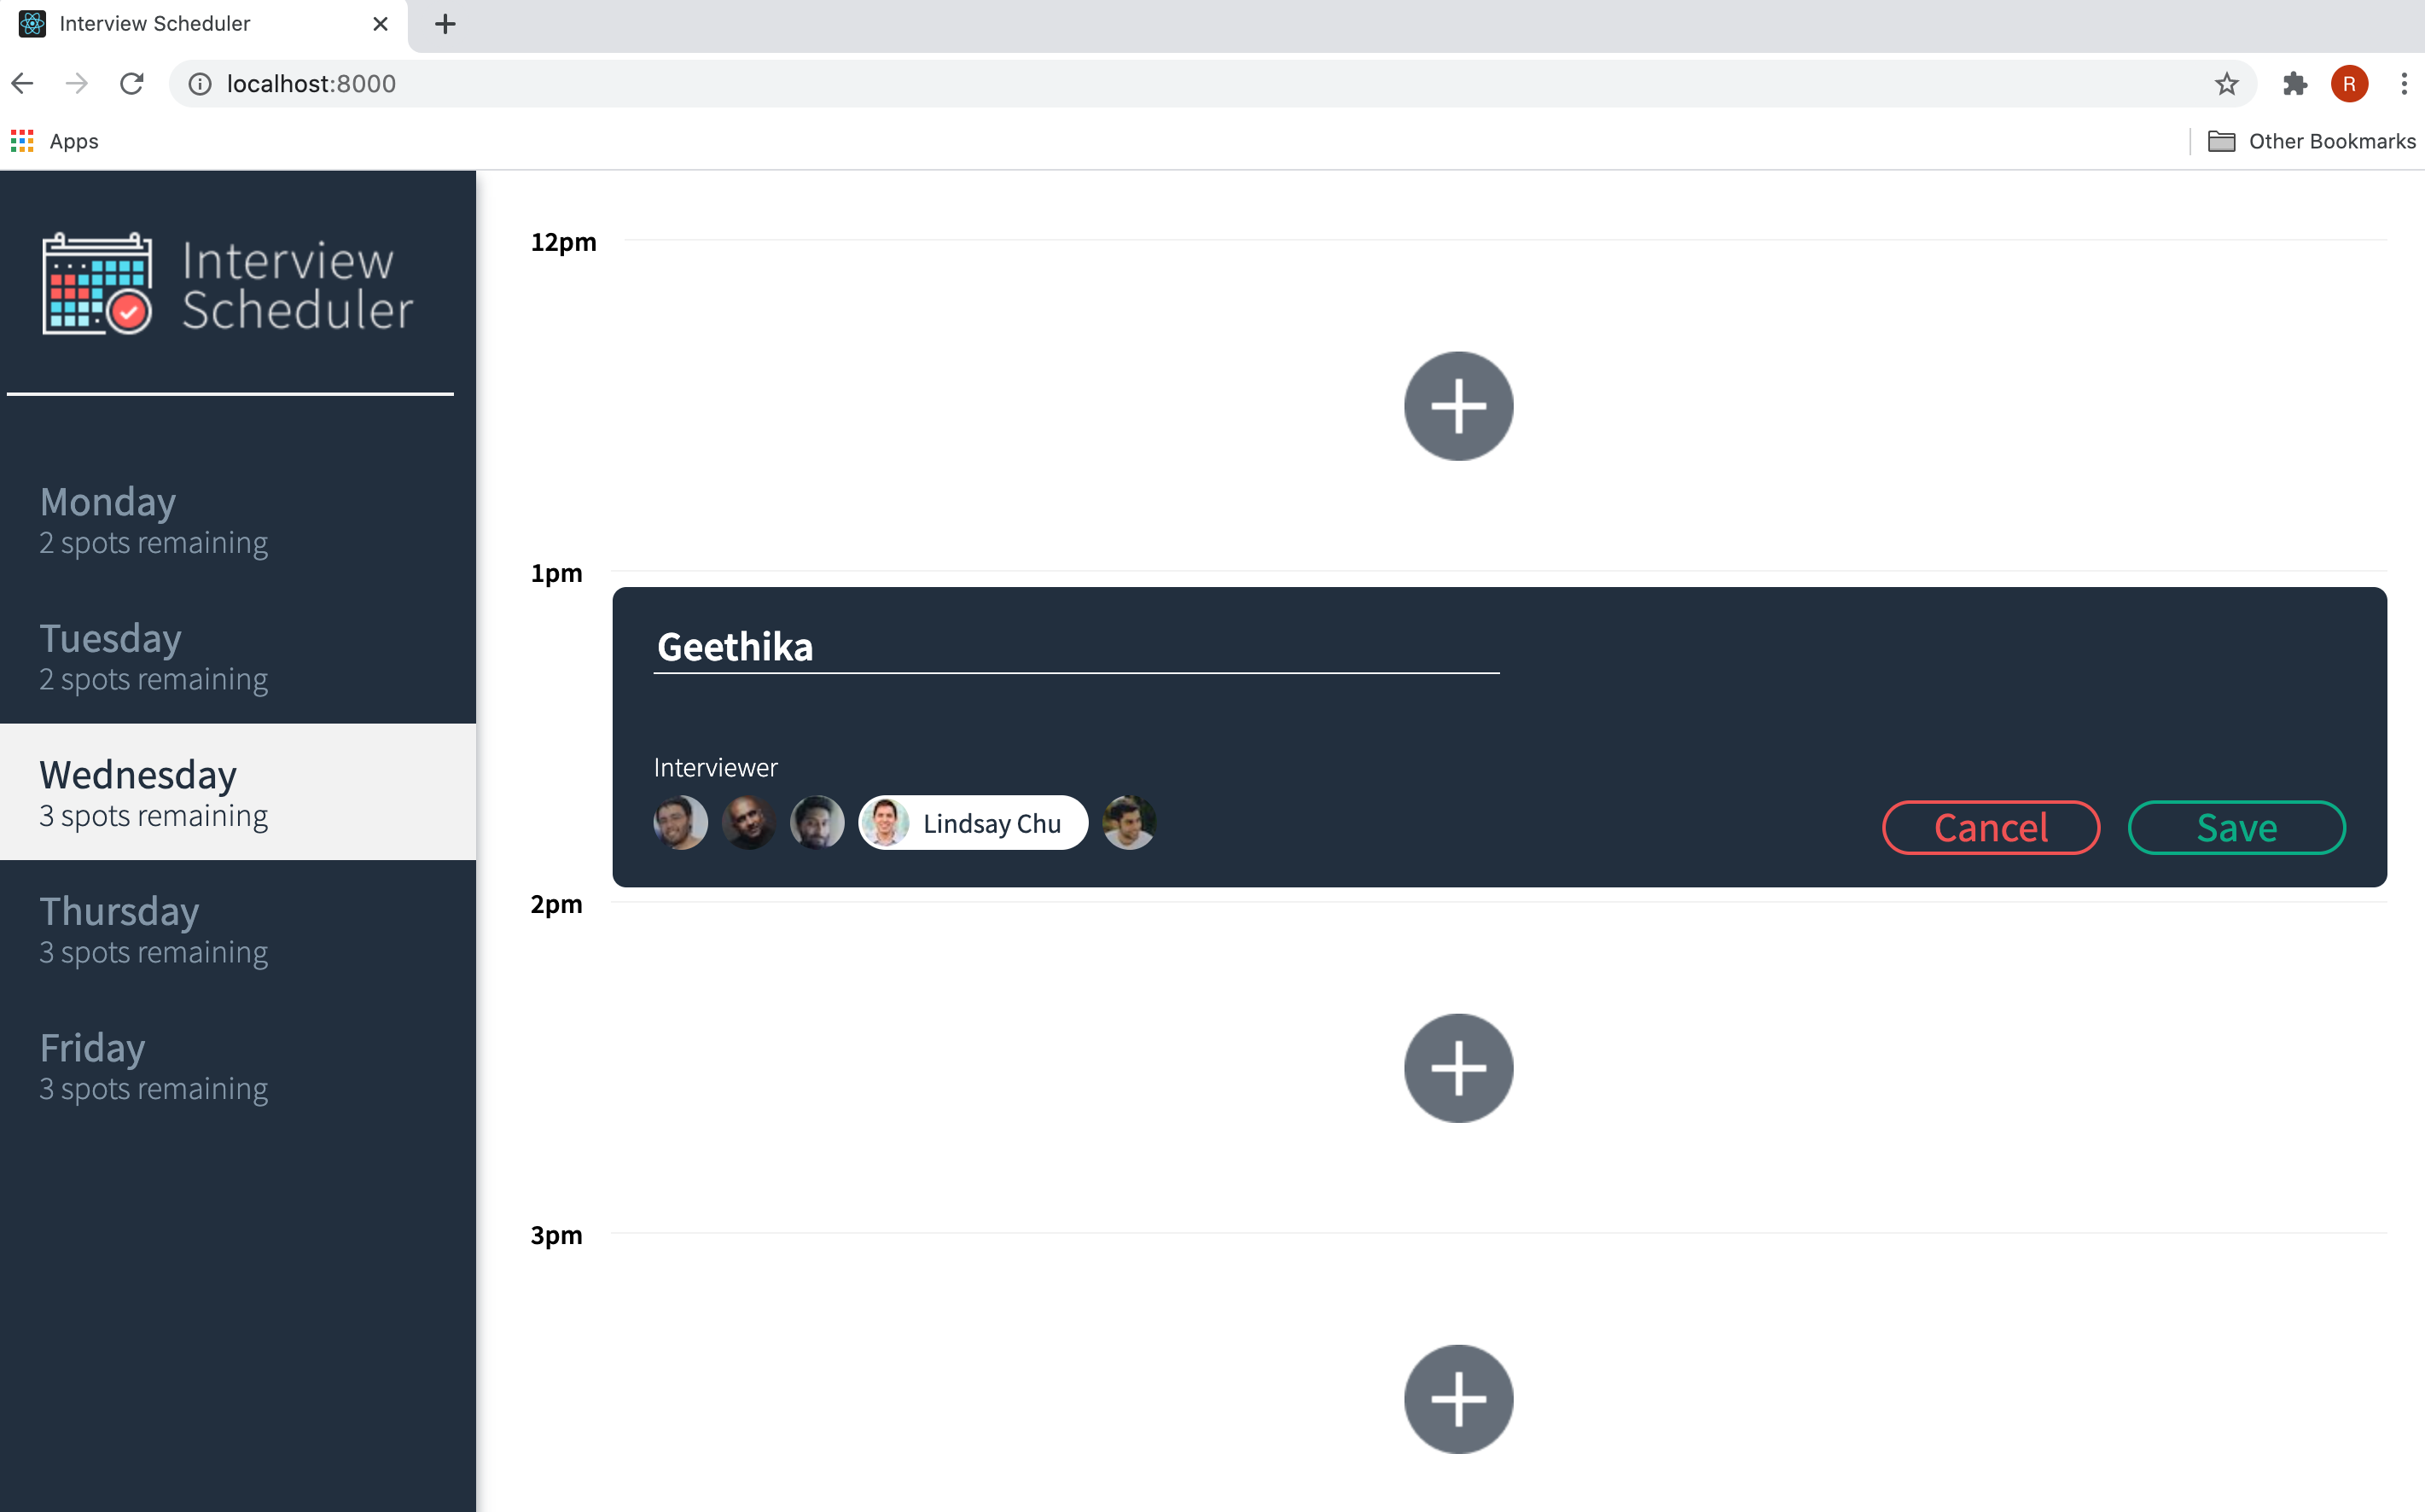 Interview Scheduler
localhost:8000
R
Apps
Other Bookmarks
Interview
Scheduler
Monday
2 spots remaining
Tuesday
2 spots remaining
Wednesday
3 spots remaining
Thursday
3 spots remaining
Friday
3 spots remaining
12pm
1pm
Geethika
Interviewer
Lindsay Chu
Cancel
Save
2pm
3pm